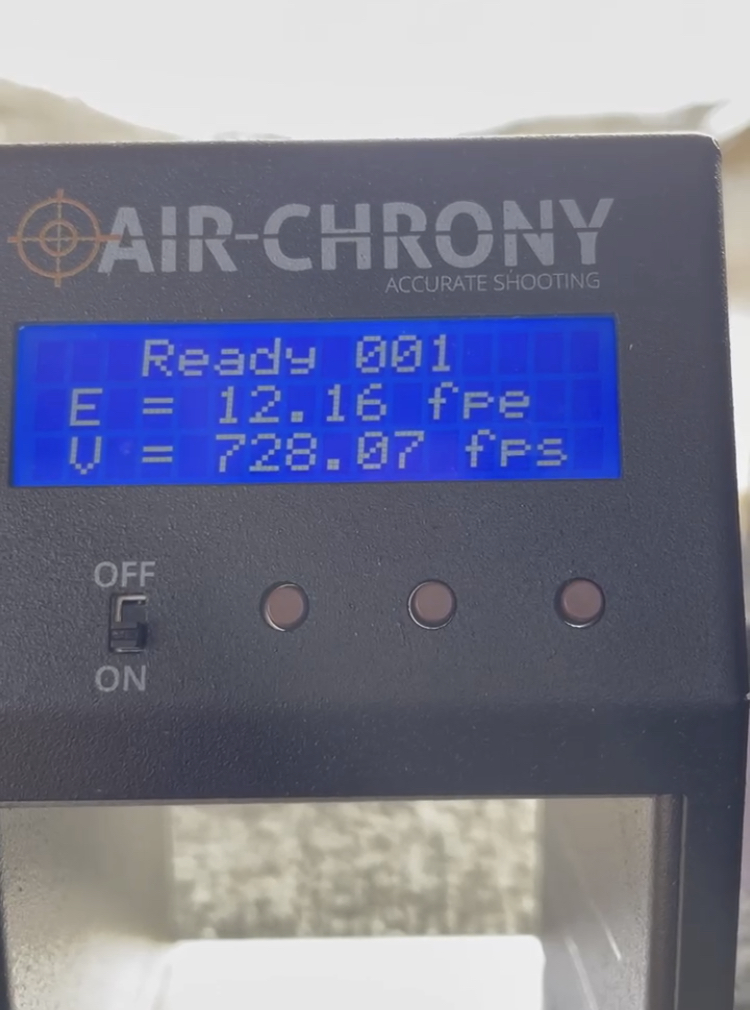 AIR-CHRONY
ACCURATE SHOOTING
Ready 001
E = 12.16 fpe
V = 728.07 fps
OFF
ON